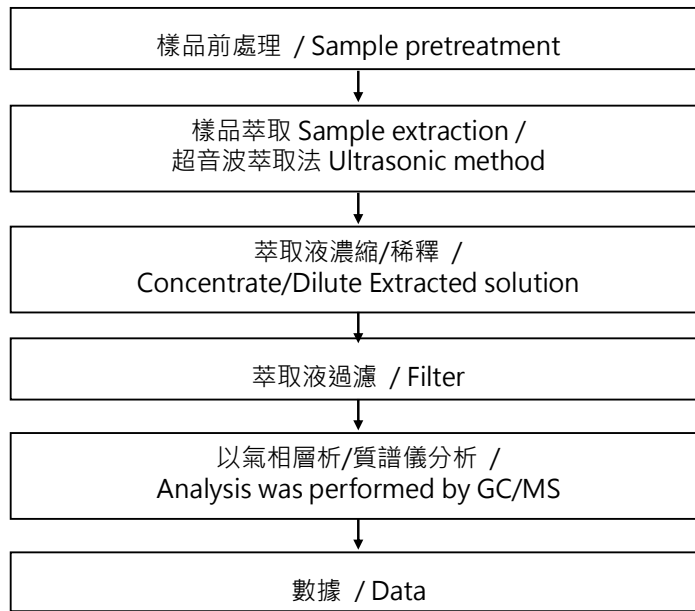 樣品前處理 / Sample pretreatment
樣品萃取 Sample extraction /
超音波萃取法 Ultrasonic method
萃取液濃縮/稀釋 /
Concentrate/Dilute Extracted solution
萃取液過濾 / Filter
以氣相層析/質譜儀分析 /
Analysis was performed by GC/MS
數據 / Data